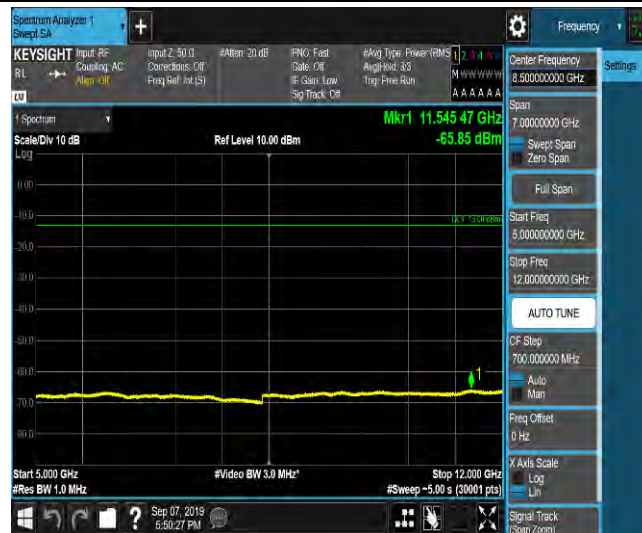 Spectrum Analyzer 1
Swept SA
Frequency
KEYSIGHT
RL
Input: RF
Coupling: AC
Align: Off
Input Z: 50 Ω
Corrections: Off
Freq Ref: Int (S)
#Atten: 20 dB
PNO: Fast
Gate: Off
IF Gain: Low
Sig Track: Off
#Avg Type: Power (RMS
Avg|Hold: 3/3
Trig: Free Run
M W W W W W
A A A A A A
Settings
Center Frequency
8.500000000 GHz
Span
7.00000000 GHz
Swept Span
Zero Span
Full Span
Start Freq
5.000000000 GHz
Stop Freq
12.000000000 GHz
AUTO TUNE
CF Step
700.000000 MHz
Auto
Man
Freq Offset
0 Hz
X Axis Scale
Log
Lin
Signal Track
(Span Zoom)
1 Spectrum
Scale/Div 10 dB
Log
Ref Level 10.00 dBm
Mkr1 11.545 47 GHz
-65.85 dBm
0.00
-10.0
-20.0
-30.0
-40.0
-50.0
-60.0
-70.0
-80.0
1
Start 5.000 GHz
#Res BW 1.0 MHz
#Video BW 3.0 MHz*
Stop 12.000 GHz
#Sweep ~5.00 s (30001 pts)
Sep 07, 2019
5:50:27 PM